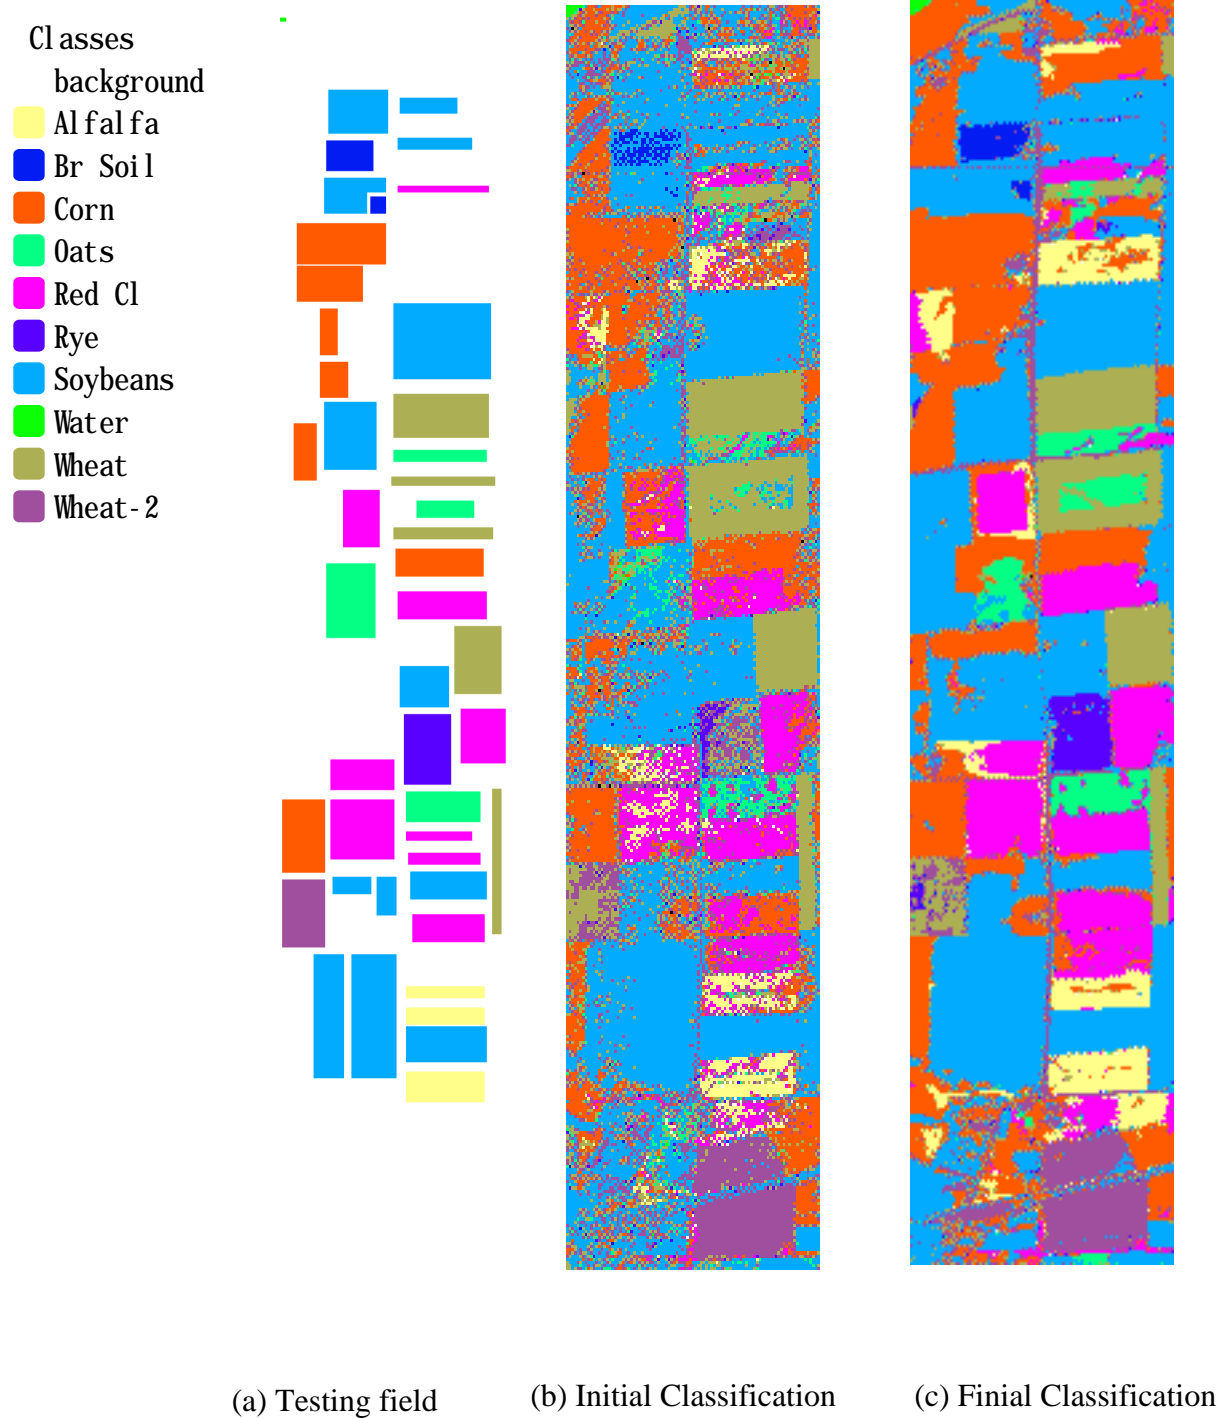 Classes
background
Alfalfa
Br Soil
Corn
Oats
Red Cl
Rye
Soybeans
Water
Wheat
Wheat-2
(a) Testing field
(b) Initial Classification
(c) Finial Classification